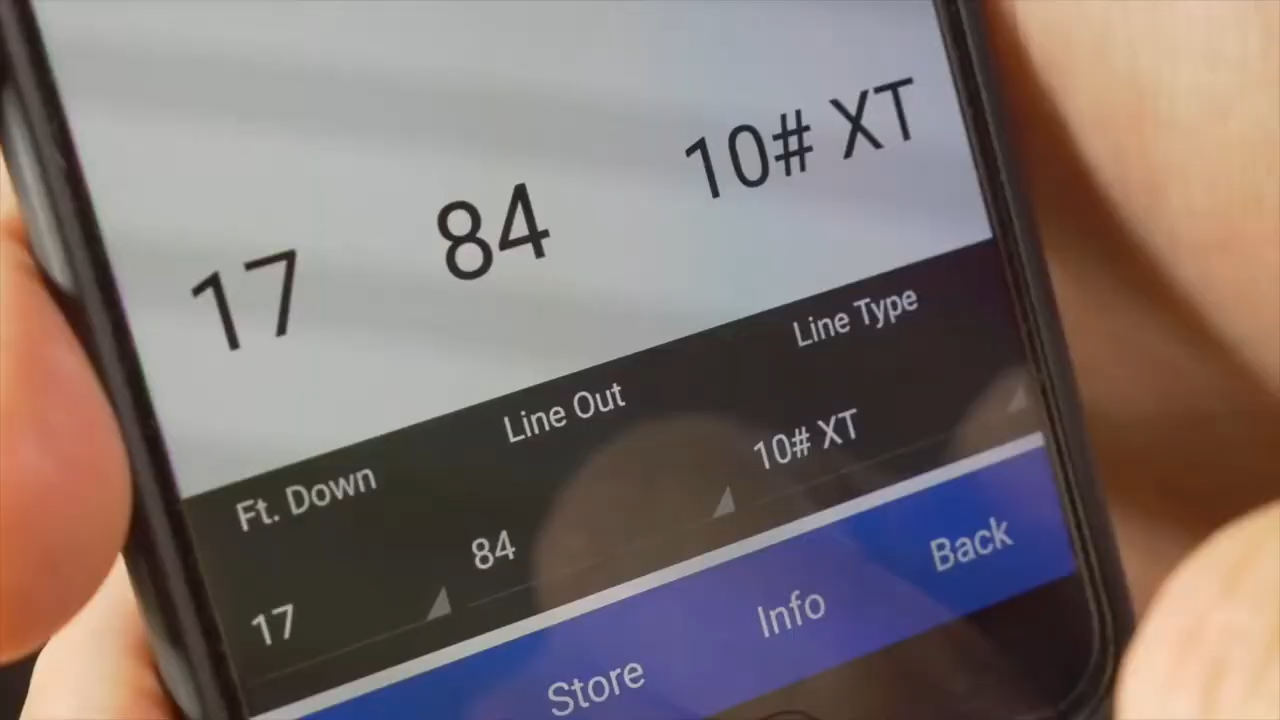 17 84 10# XT
Ft. Down Line Out Line Type
17 84 10# XT
Store Info Back